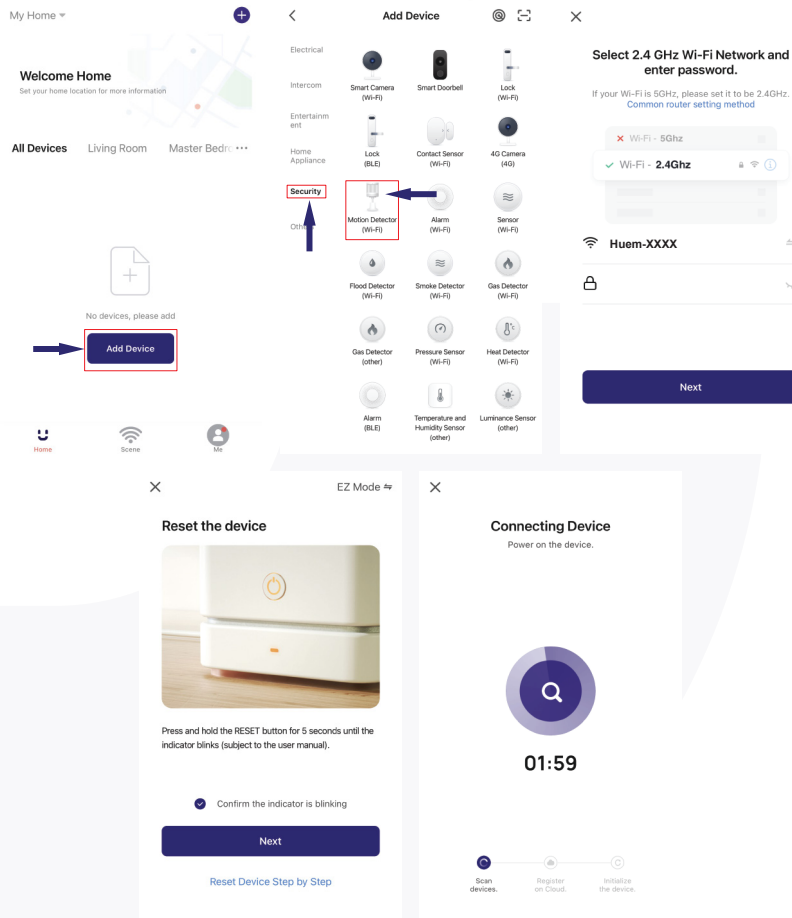 My Home
Welcome Home
Set your home location for more information
All Devices
Living Room
Master Bedr
No devices, please add
Add Device
Home
Scene
Me
Add Device
Electrical
Intercom
Entertainm
ent
Home
Appliance
Security
Othe
Smart Camera
(Wi-Fi)
Smart Doorbell
Lock
(Wi-Fi)
Lock
(BLE)
Contact Sensor
(Wi-Fi)
4G Camera
(4G)
Motion Detector
(Wi-Fi)
Alarm
(Wi-Fi)
Sensor
(Wi-Fi)
Flood Detector
(Wi-Fi)
Smoke Detector
(Wi-Fi)
Gas Detector
(Wi-Fi)
Gas Detector
(other)
Pressure Sensor
(Wi-Fi)
Heat Detector
(Wi-Fi)
Alarm
(BLE)
Temperature and
Humidity Sensor
(other)
Luminance Sensor
(other)
Select 2.4 GHz Wi-Fi Network and
enter password.
If your Wi-Fi is 5GHz, please set it to be 2.4GHz.
Common router setting method
Wi-Fi - 5Ghz
Wi-Fi - 2.4Ghz
Huem-XXXX
Next
EZ Mode
Reset the device
Press and hold the RESET button for 5 seconds until the
indicator blinks (subject to the user manual).
Confirm the indicator is blinking
Next
Reset Device Step by Step
Connecting Device
Power on the device.
01:59
Scan
devices.
Register
on Cloud.
Initialize
the device.